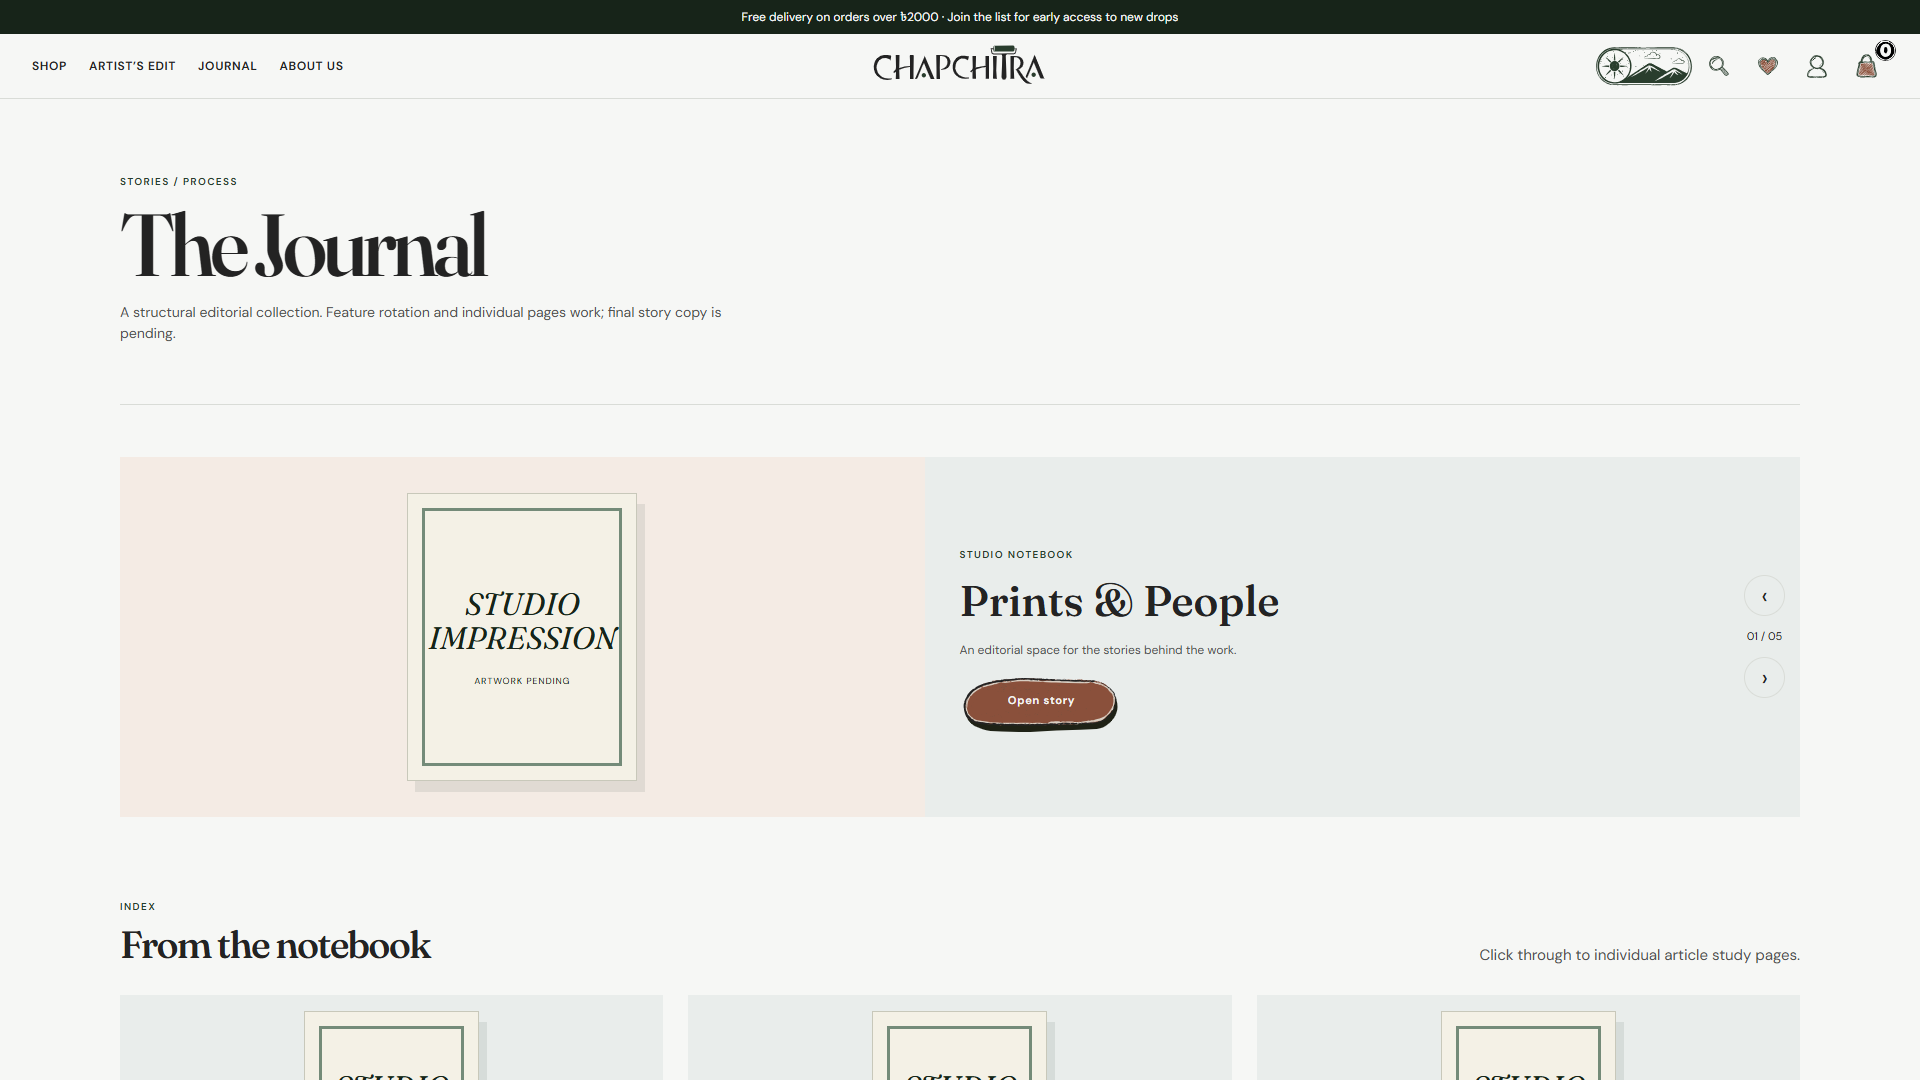 Free delivery on orders over ৳2000 · Join the list for early access to new drops
SHOP
ARTIST'S EDIT
JOURNAL
ABOUT US
CHAPCHITRA
0
STORIES / PROCESS
The Journal
A structural editorial collection. Feature rotation and individual pages work; final story copy is
pending.
STUDIO
IMPRESSION
ARTWORK PENDING
STUDIO NOTEBOOK
Prints & People
An editorial space for the stories behind the work.
Open story
‹
01 / 05
›
INDEX
From the notebook
Click through to individual article study pages.
STUDIO
STUDIO
STUDIO